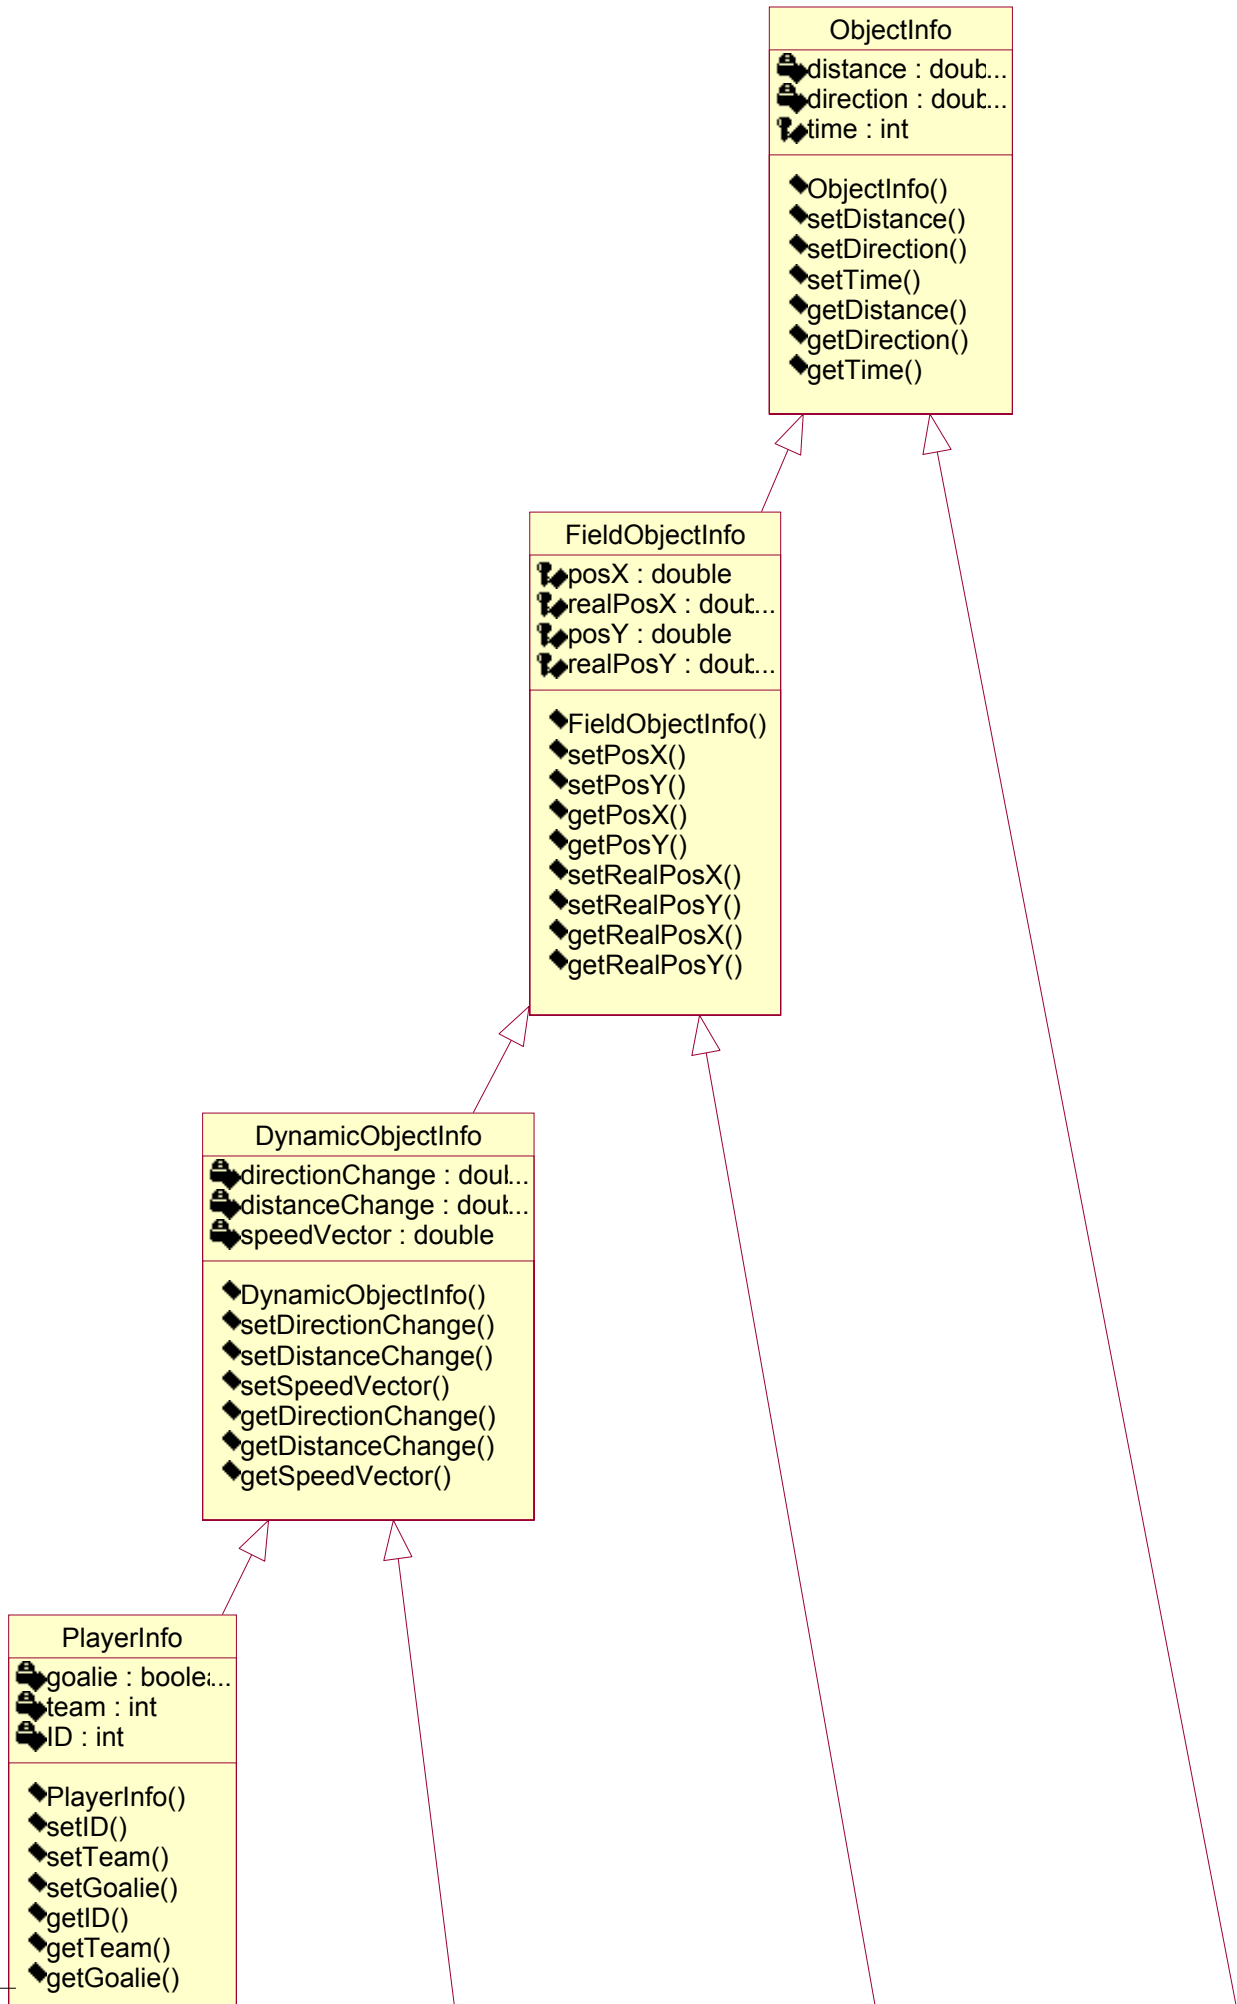 ObjectInfo
distance : doub...
direction : doub...
time : int
ObjectInfo()
setDistance()
setDirection()
setTime()
getDistance()
getDirection()
getTime()
FieldObjectInfo
posX : double
realPosX : doub...
posY : double
realPosY : doub...
FieldObjectInfo()
setPosX()
setPosY()
getPosX()
getPosY()
setRealPosX()
setRealPosY()
getRealPosX()
getRealPosY()
DynamicObjectInfo
directionChange : doul...
distanceChange : doub...
speedVector : double
DynamicObjectInfo()
setDirectionChange()
setDistanceChange()
setSpeedVector()
getDirectionChange()
getDistanceChange()
getSpeedVector()
PlayerInfo
goalie : boolea...
team : int
ID : int
PlayerInfo()
setID()
setTeam()
setGoalie()
getID()
getTeam()
getGoalie()